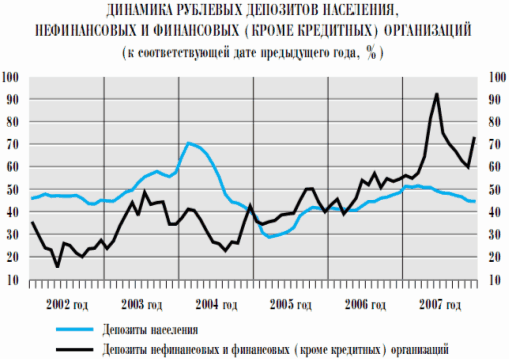 ДИНАМИКА РУБЛЕВЫХ ДЕПОЗИТОВ НАСЕЛЕНИЯ,
НЕФИНАНСОВЫХ И ФИНАНСОВЫХ (КРОМЕ КРЕДИТНЫХ) ОРГАНИЗАЦИЙ
(к соответствующей дате предыдущего года, %)
100 100
90 90
80 80
70 70
60 60
50 50
40 40
30 30
20 20
10 10
2002 год 2003 год 2004 год 2005 год 2006 год 2007 год
Депозиты населения
Депозиты нефинансовых и финансовых (кроме кредитных) организаций